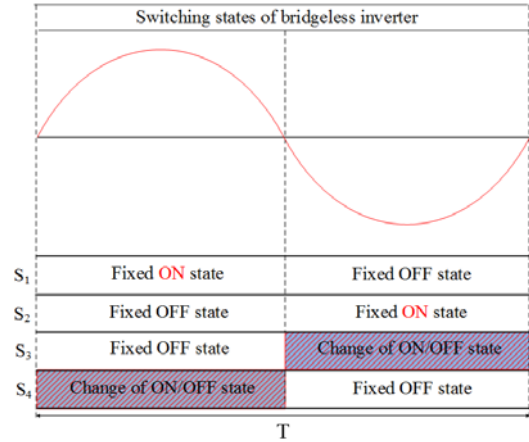 Switching states of bridgeless inverter
S1 Fixed ON state Fixed OFF state
S2 Fixed OFF state Fixed ON state
S3 Fixed OFF state Change of ON/OFF state
S4 Change of ON/OFF state Fixed OFF state
T